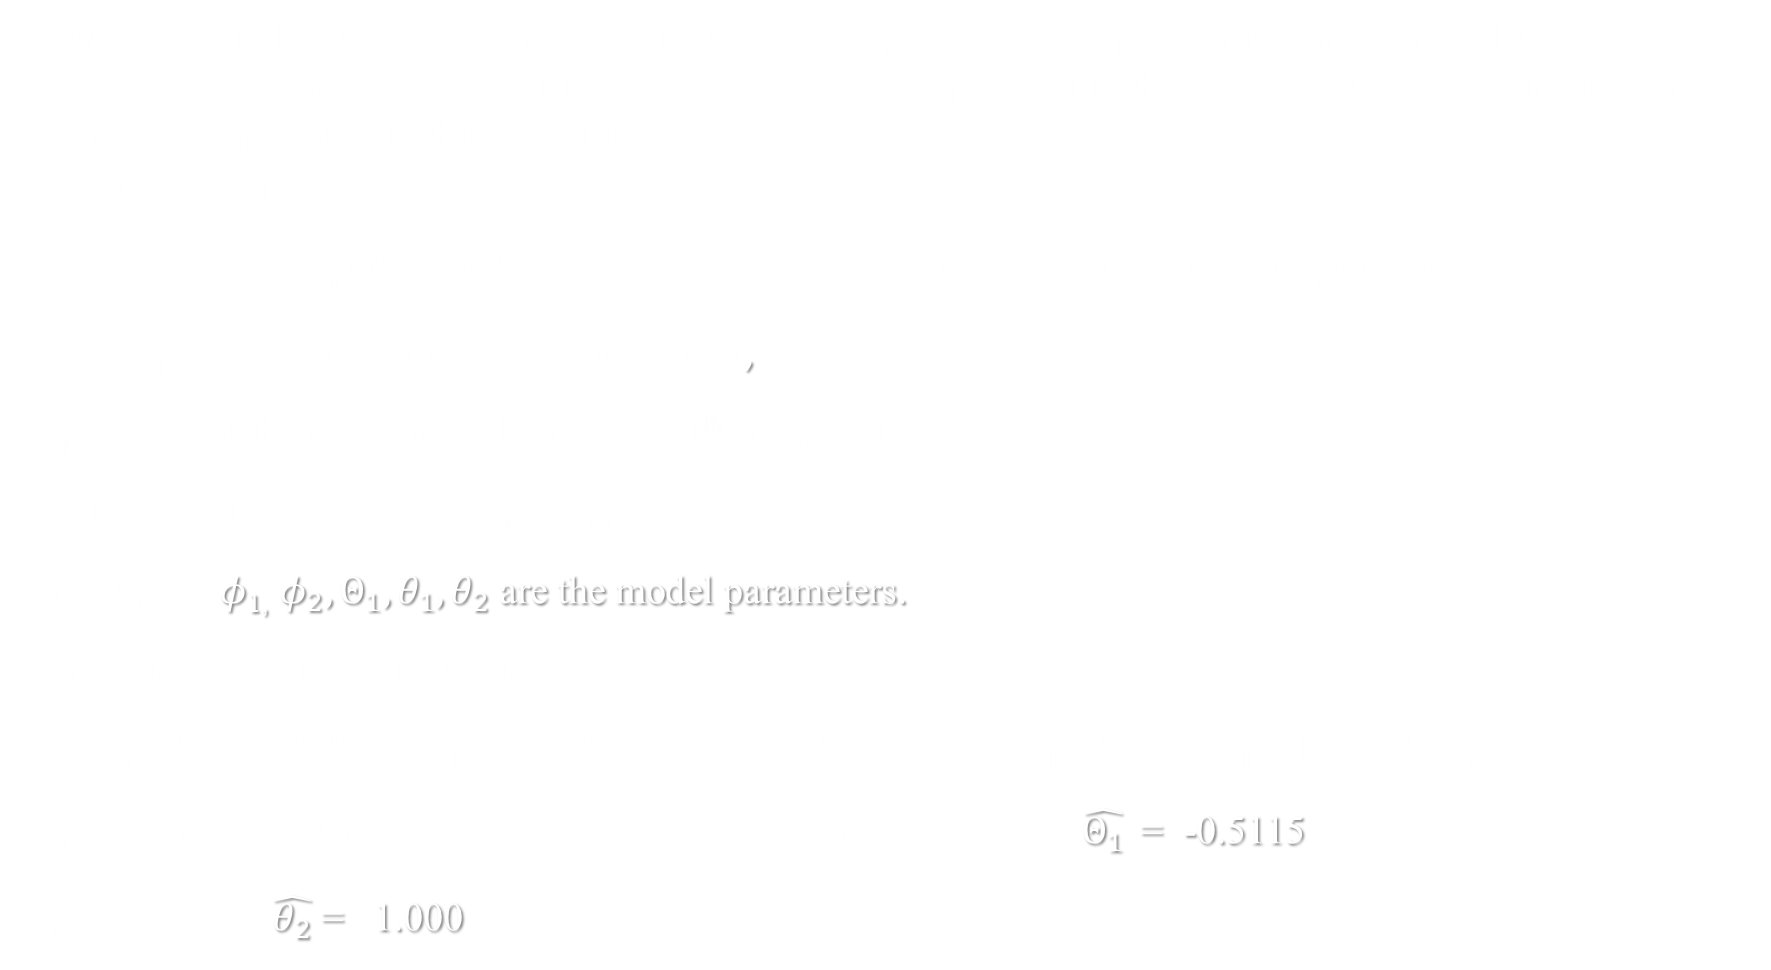 ,
ϕ₁, ϕ₂, Θ₁, θ₁, θ₂ are the model parameters.
Θ̂₁ = -0.5115
θ̂₂ = 1.000